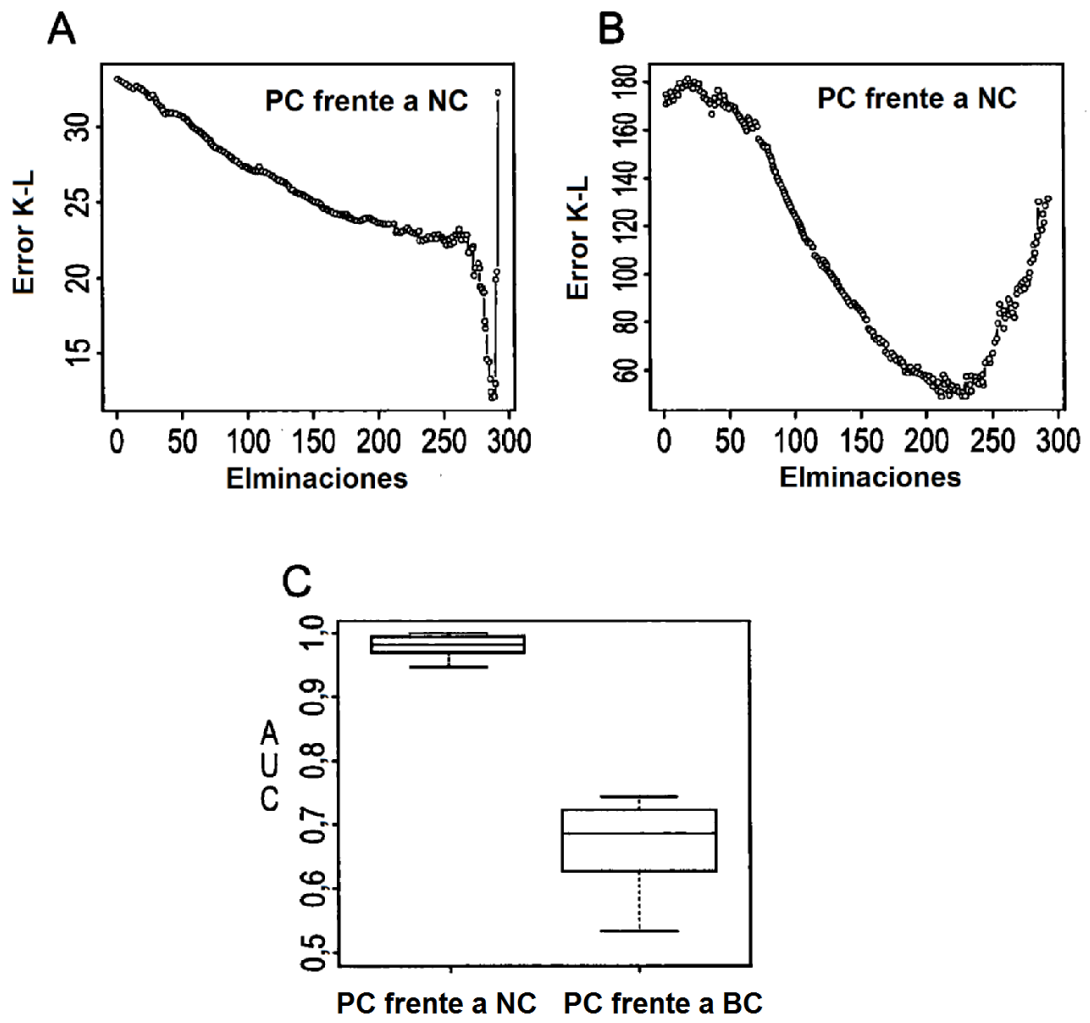 A
PC frente a NC
Error K-L
30
25
20
15
0 50 100 150 200 250 300
Elminaciones
B
PC frente a NC
Error K-L
180
160
140
120
100
80
60
0 50 100 150 200 250 300
Elminaciones
C
AUC
1,0
0,9
0,8
0,7
0,6
0,5
PC frente a NC PC frente a BC